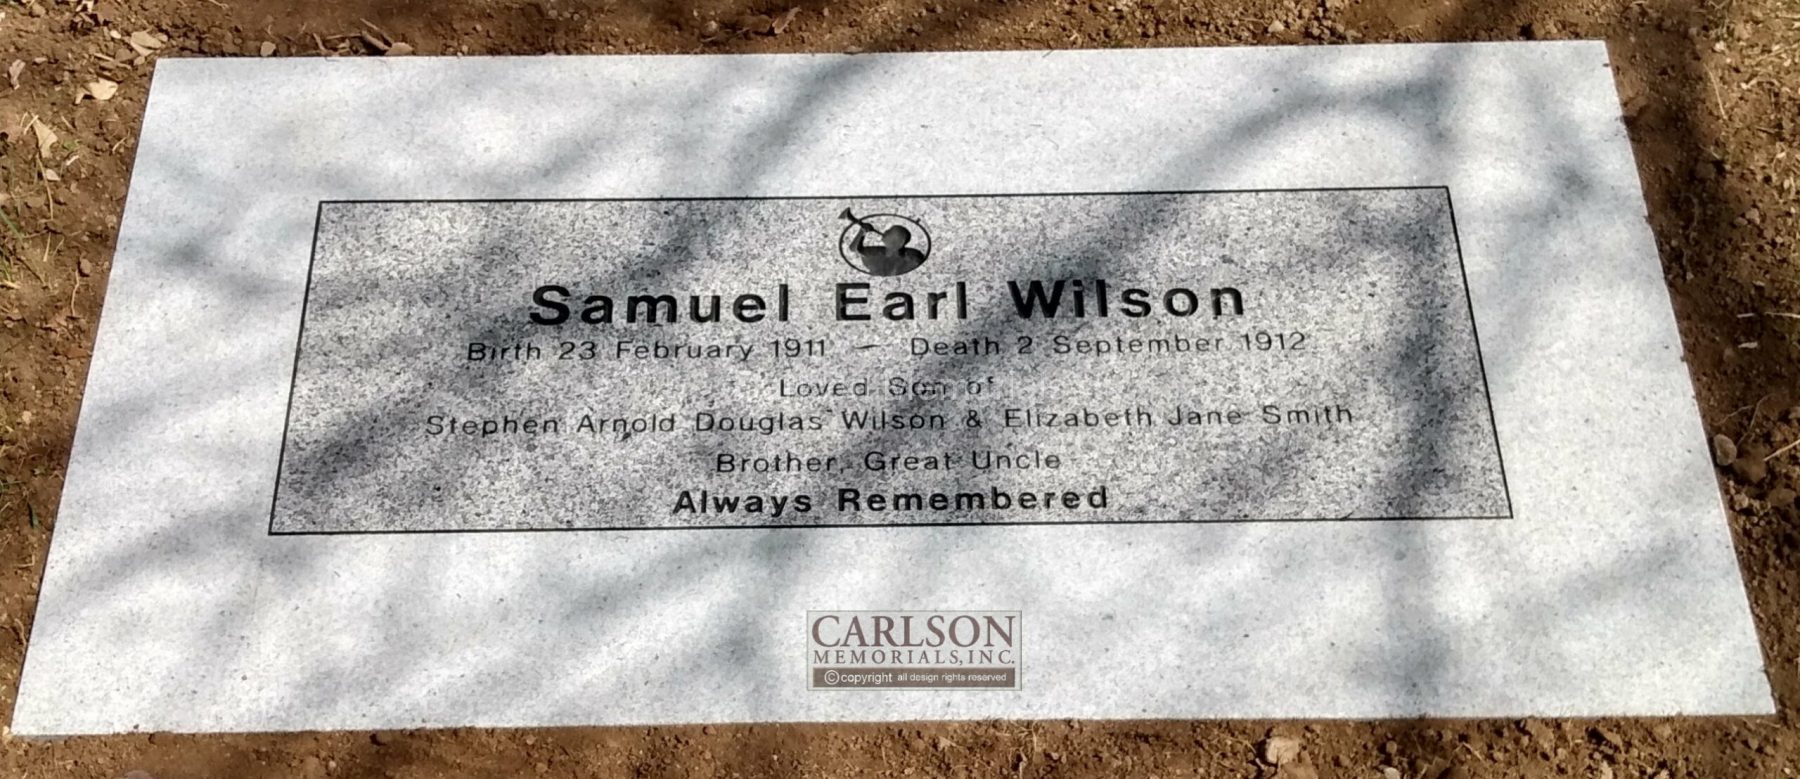 Samuel Earl Wilson
Birth 23 February 1911 — Death 2 September 1912
Loved Son of
Stephen Arnold Douglas Wilson & Elizabeth Jane Smith
Brother, Great Uncle
Always Remembered
CARLSON
MEMORIALS, INC.
© copyright all design rights reserved